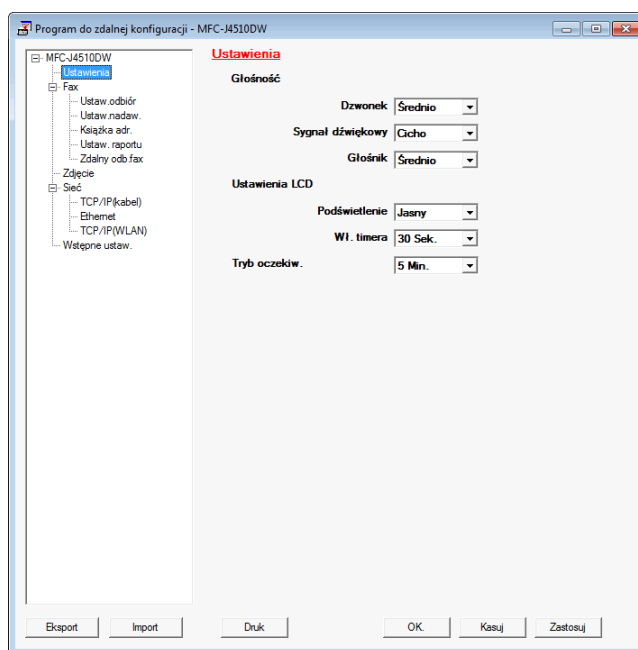 Program do zdalnej konfiguracji - MFC-J4510DW
MFC-J4510DW
Ustawienia
Fax
Ustaw.odbiór
Ustaw.nadaw.
Książka adr.
Ustaw. raportu
Zdalny odb.fax
Zdjęcie
Sieć
TCP/IP(kabel)
Ethernet
TCP/IP(WLAN)
Wstępne ustaw.
Ustawienia
Głośność
Dzwonek Średnio
Sygnał dźwiękowy Cicho
Głośnik Średnio
Ustawienia LCD
Podświetlenie Jasny
Wł. timera 30 Sek.
Tryb oczekiw. 5 Min.
Eksport Import Druk OK. Kasuj Zastosuj